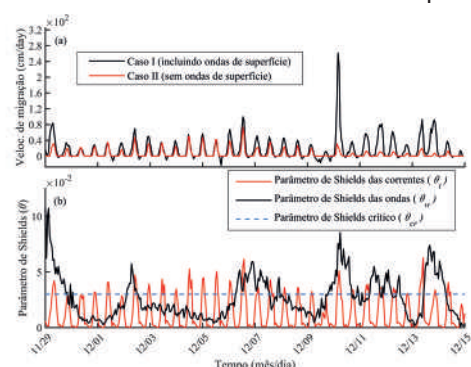 ×10²
(a)
Veloc. de migração (cm/day)
3.2
2.8
2.4
2.0
1.6
1.2
0.8
0.4
0
Caso I (incluindo ondas de superfície)
Caso II (sem ondas de superfície)
×10⁻²
(b)
Parâmetro de Shields (θ)
10
5
0
Parâmetro de Shields das correntes (θt)
Parâmetro de Shields das ondas (θw)
Parâmetro de Shields crítico (θcr)
11/29 12/01 12/03 12/05 12/07 12/09 12/11 12/13 12/15
Tempo (mês/dia)